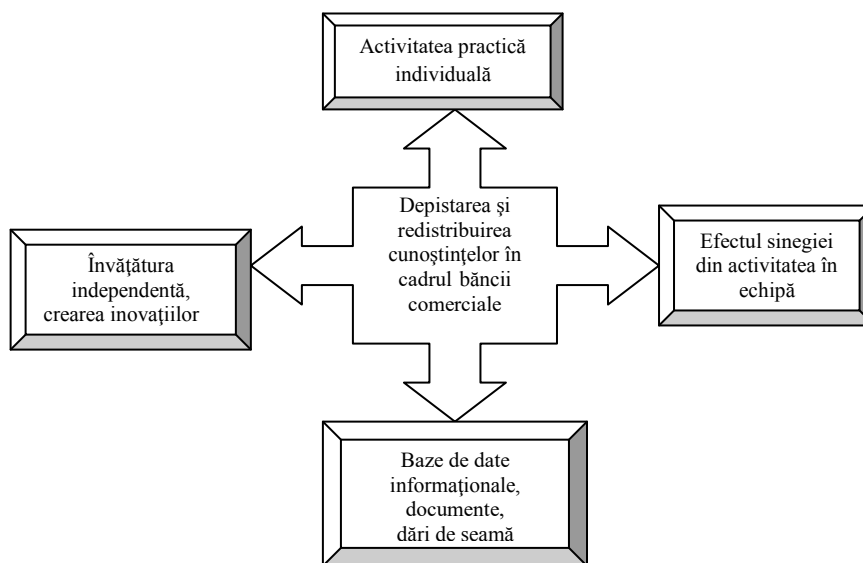 Activitatea practică
individuală
Depistarea şi
redistribuirea
cunoştinţelor în
cadrul băncii
comerciale
Învăţătura
independentă,
crearea inovaţiilor
Efectul sinegiei
din activitatea în
echipă
Baze de date
informaţionale,
documente,
dări de seamă